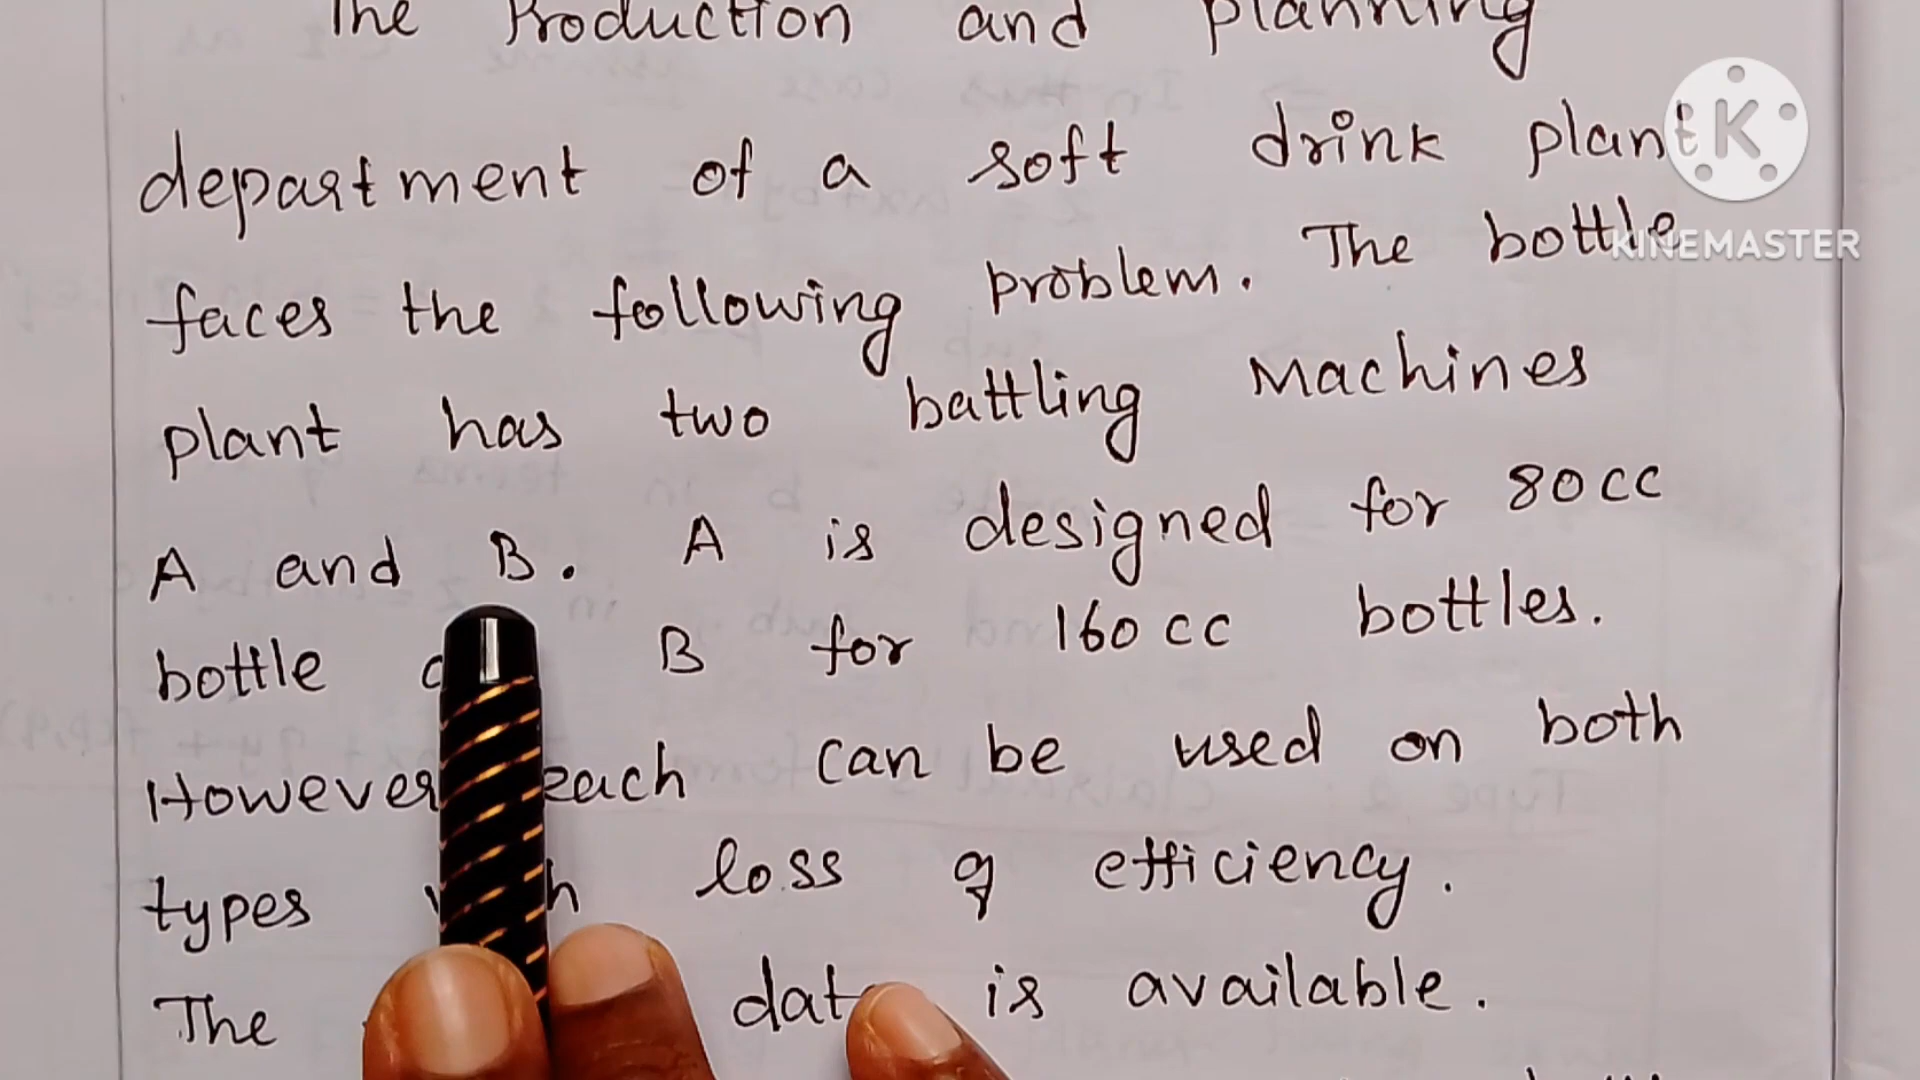 The Production and planning
department of a soft drink plant
faces the following problem. The bottle
plant has two battling Machines
A and B. A is designed for 80cc
bottle B for 160cc bottles.
However each can be used on both
types loss of efficiency.
The data is available.
K
KINEMASTER